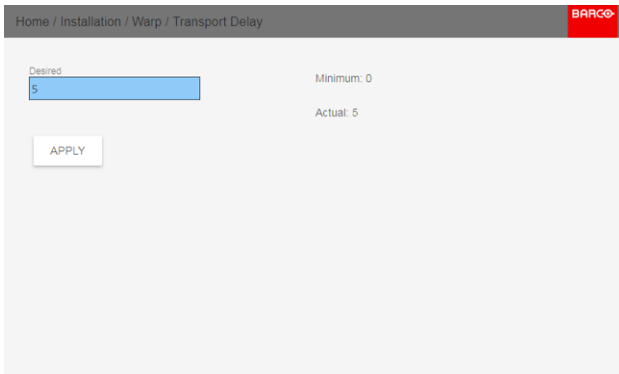 Home / Installation / Warp / Transport Delay
BARCO
Desired
5
Minimum: 0
Actual: 5
APPLY